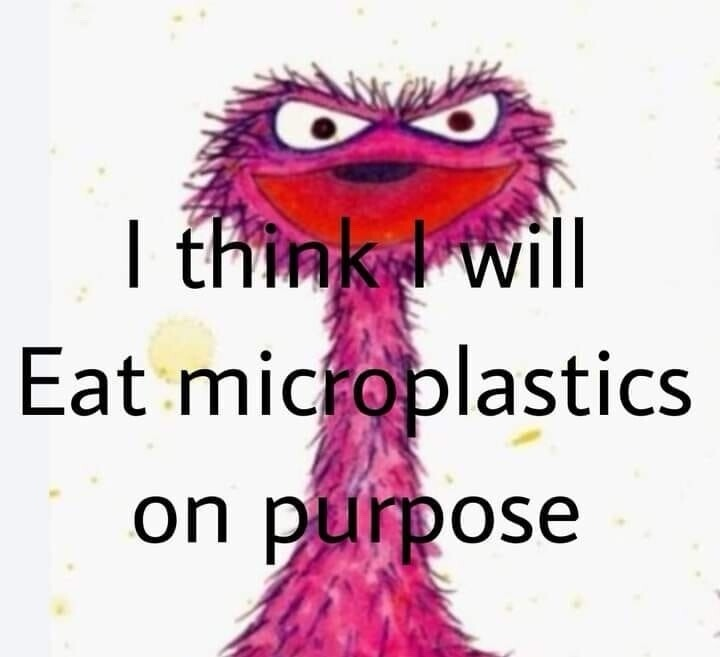 I think I will
Eat microplastics
on purpose